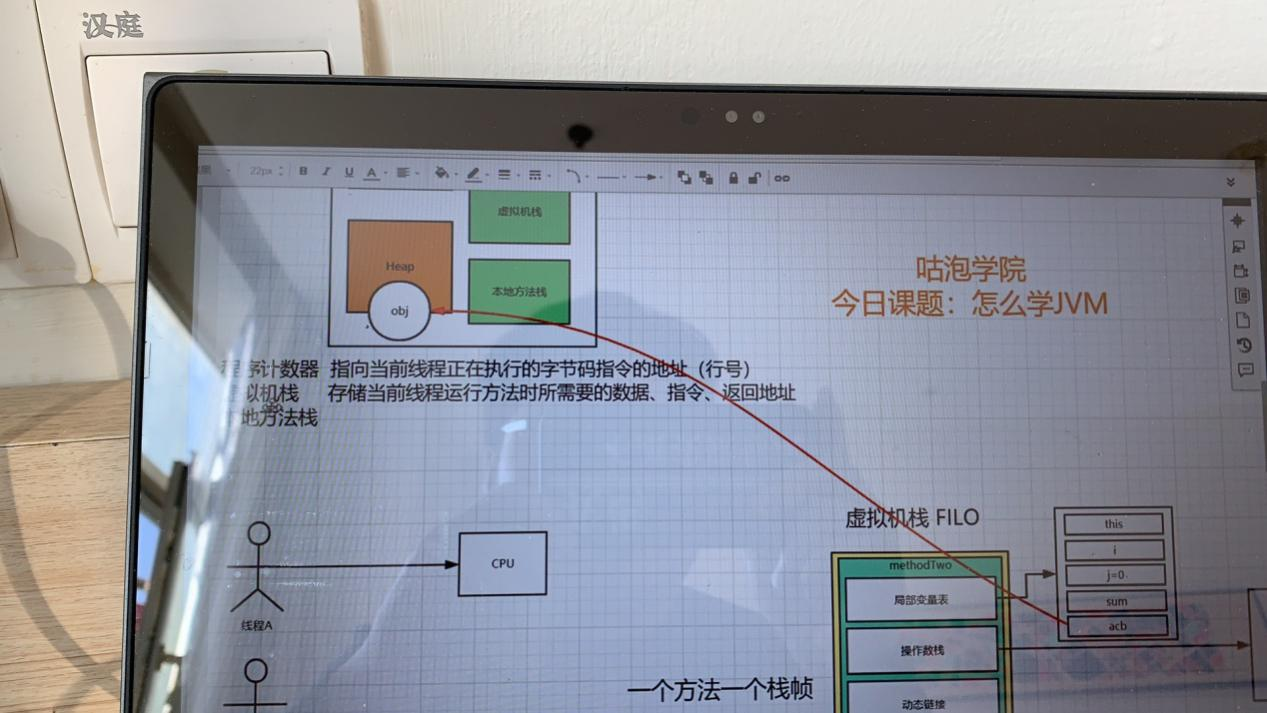 汉庭
22px B I U A
虚拟机栈
Heap
本地方法栈
obj
咕泡学院
今日课题：怎么学JVM
程序计数器 指向当前线程正在执行的字节码指令的地址（行号）
虚拟机栈 存储当前线程运行方法时所需要的数据、指令、返回地址
本地方法栈
CPU
线程A
虚拟机栈 FILO
methodTwo
局部变量表
操作数栈
动态链接
this
i
j=0
sum
acb
一个方法一个栈帧